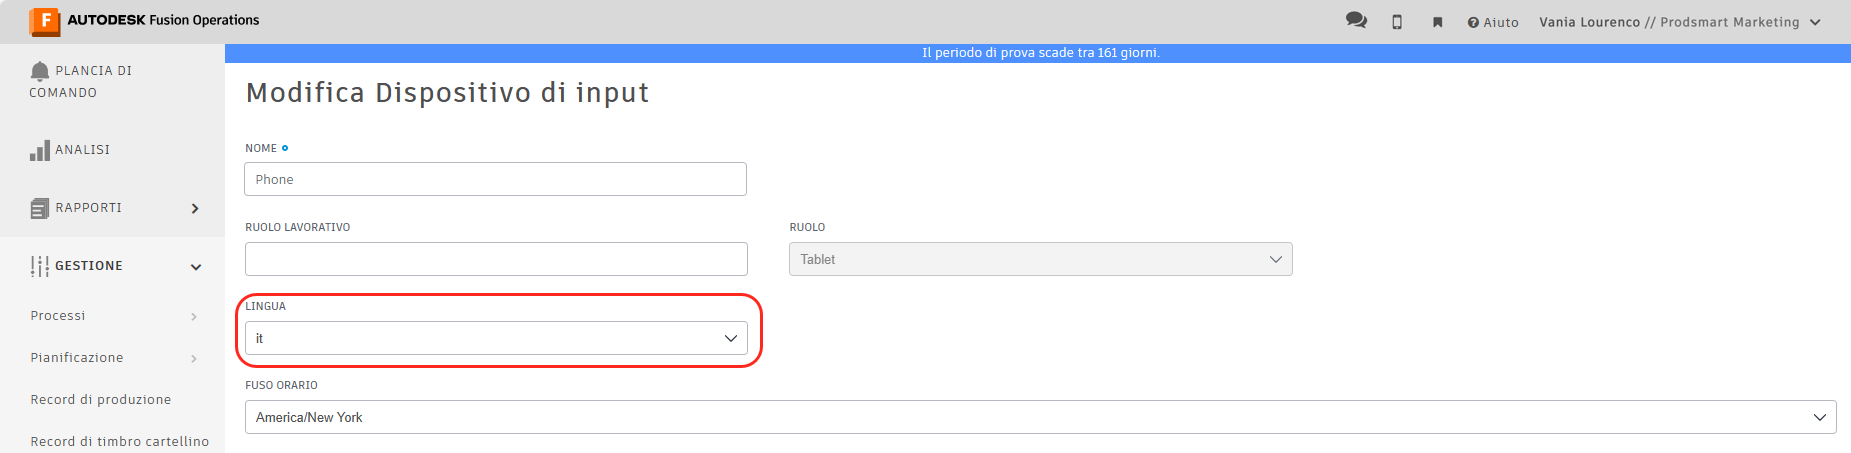 F AUTODESK Fusion Operations
Aiuto
Vania Lourenco // Prodsmart Marketing
Il periodo di prova scade tra 161 giorni.
PLANCIA DI
COMANDO
ANALISI
RAPPORTI
GESTIONE
Processi
Pianificazione
Record di produzione
Record di timbro cartellino
Modifica Dispositivo di input
NOME
Phone
RUOLO LAVORATIVO
RUOLO
Tablet
LINGUA
it
FUSO ORARIO
America/New York